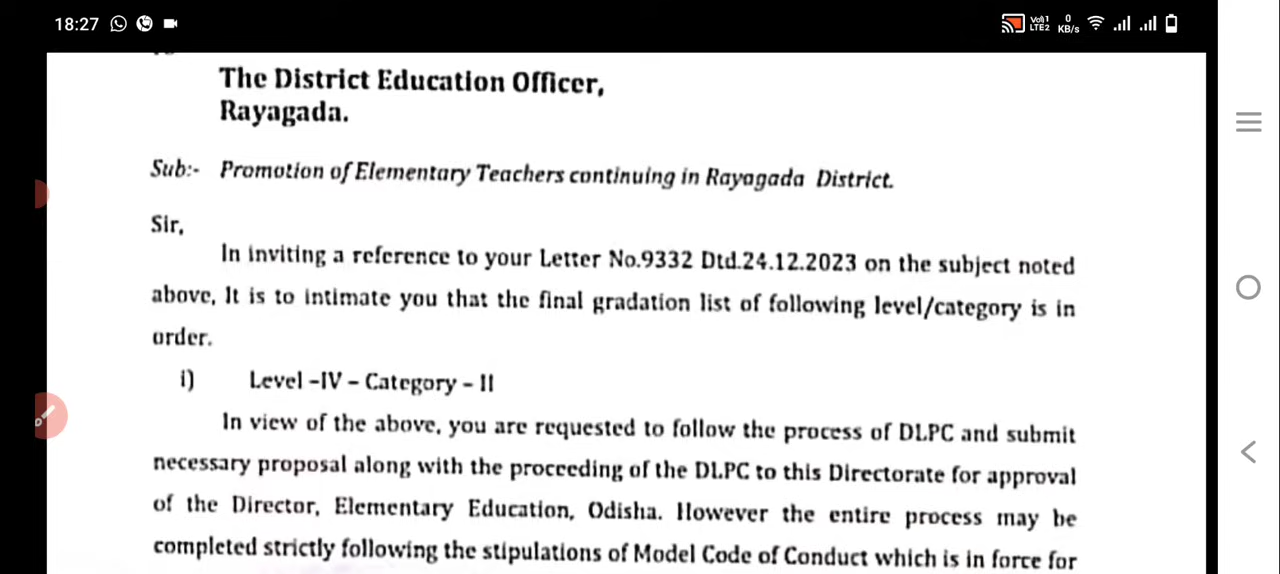 18:27
Vol) 1 0
LTE2 KB/s
The District Education Officer,
Rayagada.
Sub:- Promotion of Elementary Teachers continuing in Rayagada District.
Sir,
In inviting a reference to your Letter No.9332 Dtd.24.12.2023 on the subject noted
above, It is to intimate you that the final gradation list of following level/category is in
order.
i) Level -IV - Category - II
In view of the above, you are requested to follow the process of DLPC and submit
necessary proposal along with the proceeding of the DLPC to this Directorate for approval
of the Director, Elementary Education, Odisha. However the entire process may be
completed strictly following the stipulations of Model Code of Conduct which is in force for